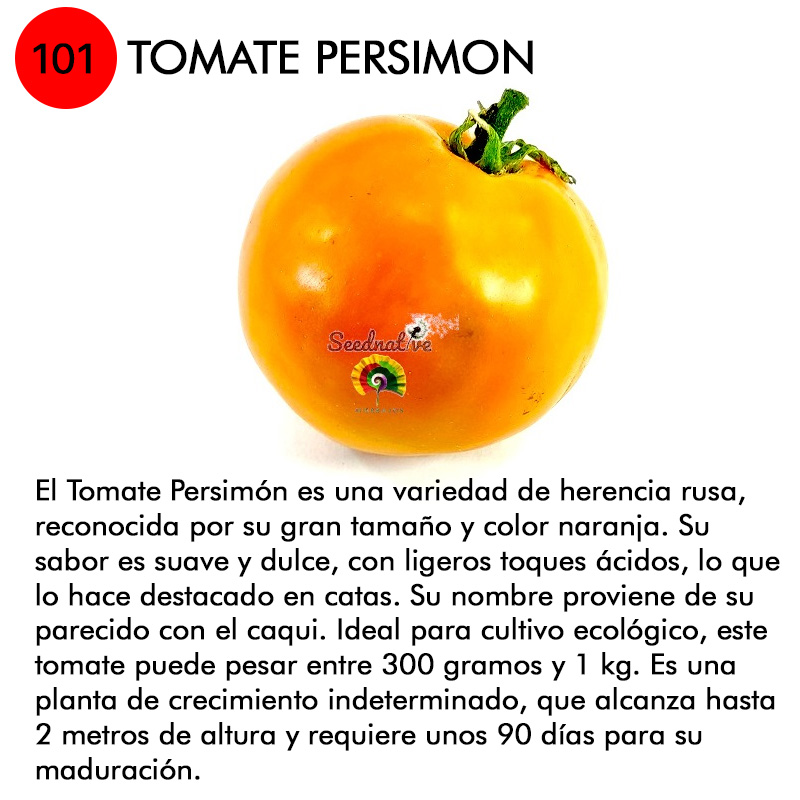 101 TOMATE PERSIMON
Seednative
El Tomate Persimón es una variedad de herencia rusa,
reconocida por su gran tamaño y color naranja. Su
sabor es suave y dulce, con ligeros toques ácidos, lo que
lo hace destacado en catas. Su nombre proviene de su
parecido con el caqui. Ideal para cultivo ecológico, este
tomate puede pesar entre 300 gramos y 1 kg. Es una
planta de crecimiento indeterminado, que alcanza hasta
2 metros de altura y requiere unos 90 días para su
maduración.